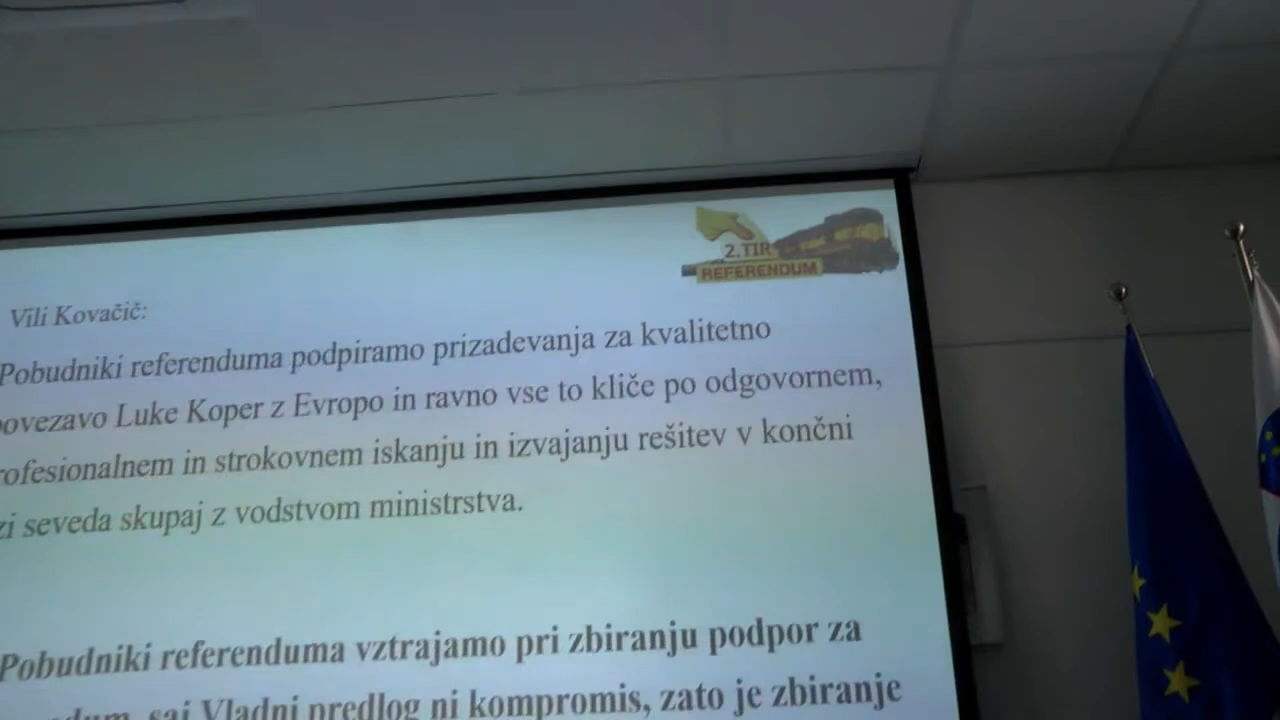 2.TIR
REFERENDUM
Vili Kovačič:
Pobudniki referenduma podpiramo prizadevanja za kvalitetno
povezavo Luke Koper z Evropo in ravno vse to kliče po odgovornem,
rofesionalnem in strokovnem iskanju in izvajanju rešitev v končni
zi seveda skupaj z vodstvom ministrstva.
Pobudniki referenduma vztrajamo pri zbiranju podpor za
saj Vladni predlog ni kompromis, zato je zbiranje